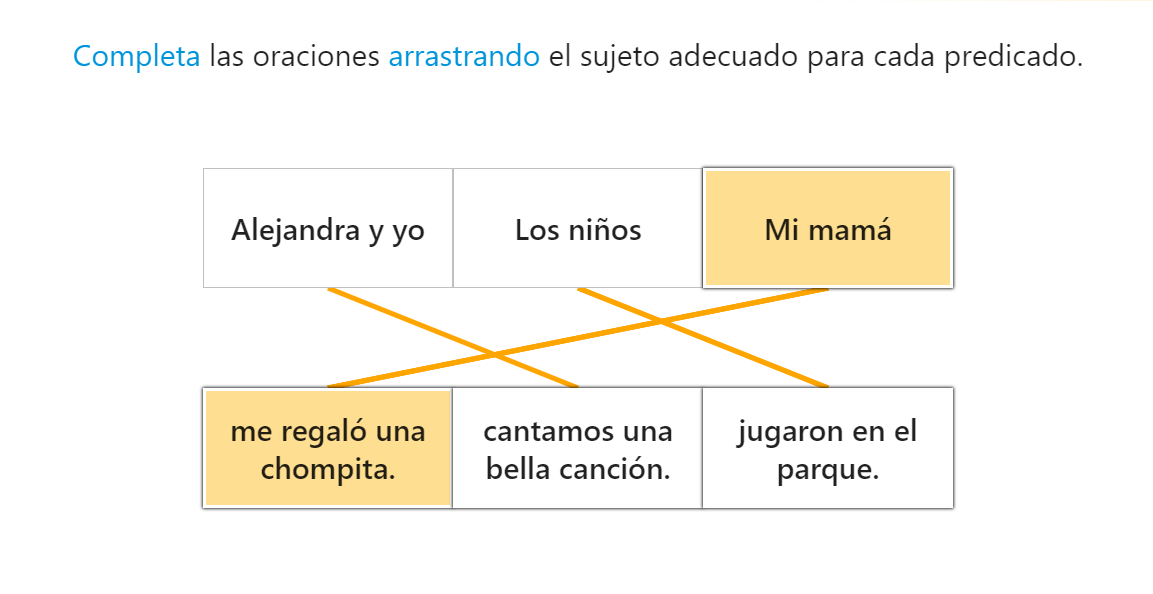 Completa las oraciones arrastrando el sujeto adecuado para cada predicado.
Alejandra y yo
Los niños
Mi mamá
me regaló una
chompita.
cantamos una
bella canción.
jugaron en el
parque.